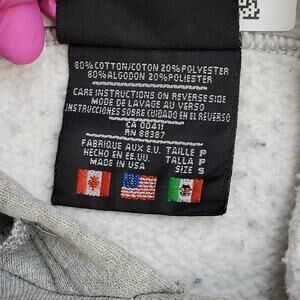 80% COTTON/COTON 20% POLYESTER
80% ALGODON 20% POLIESTER
CARE INSTRUCTIONS ON REVERSE SIDE
MODE DE LAVAGE AU VERSO
INSTRUCCIONES SOBRE CUIDADO EN EL REVERSO
CA 00411
RN 88387
FABRIQUE AUX E.U. TAILLE P
HECHO EN EE.UU. TALLA P
MADE IN USA SIZE S